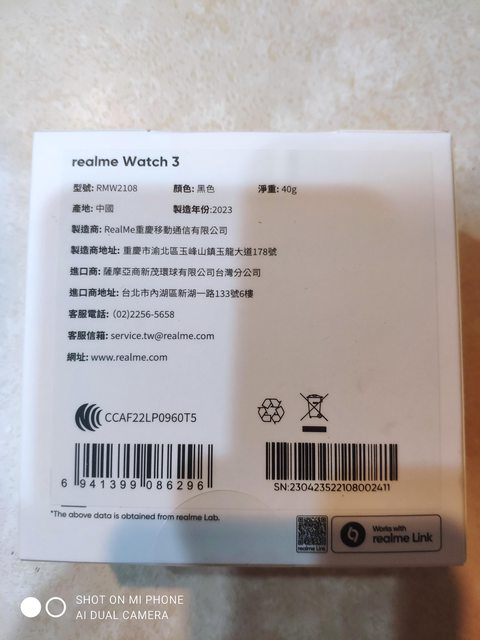 realme Watch 3
型號: RMW2108 顏色: 黑色 淨重: 40g
產地: 中國 製造年份:2023
製造商: RealMe重慶移動通信有限公司
製造商地址: 重慶市渝北區玉峰山鎮玉龍大道178號
進口商: 薩摩亞商新茂環球有限公司台灣分公司
進口商地址: 台北市內湖區新湖一路133號6樓
客服電話: (02)2256-5658
客服信箱: service.tw@realme.com
網址: www.realme.com
CCAF22LP0960T5
6 941399 086296
SN:230423522108002411
*The above data is obtained from realme Lab.
realme Link
Works with
realme Link
SHOT ON MI PHONE
AI DUAL CAMERA